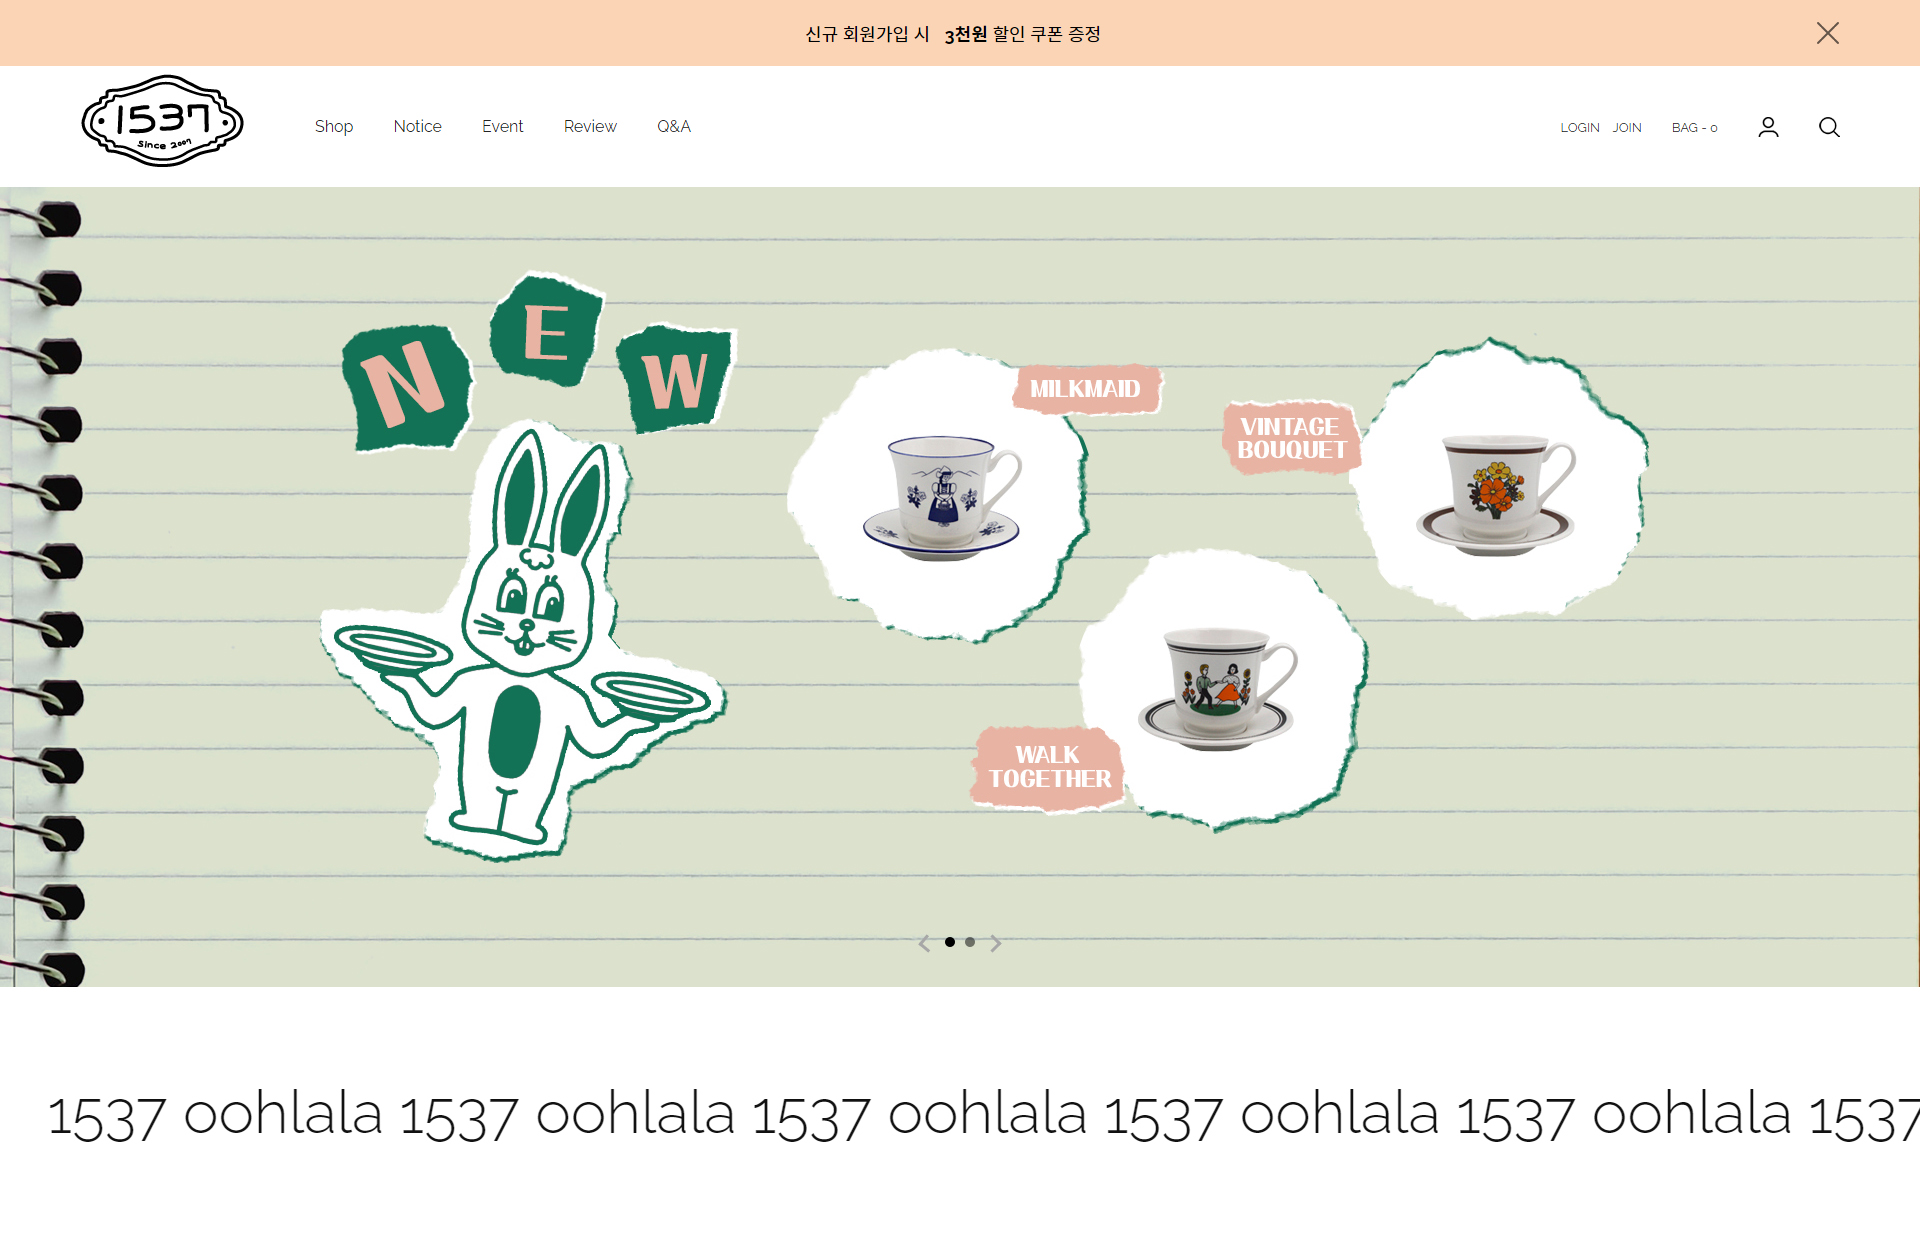 신규 회원가입 시 3천원 할인 쿠폰 증정
1537
Since 2007
Shop Notice Event Review Q&A
LOGIN JOIN BAG - 0
NEW
MILKMAID
VINTAGE
BOUQUET
WALK
TOGETHER
1537 oohlala 1537 oohlala 1537 oohlala 1537 oohlala 1537 oohlala 1537